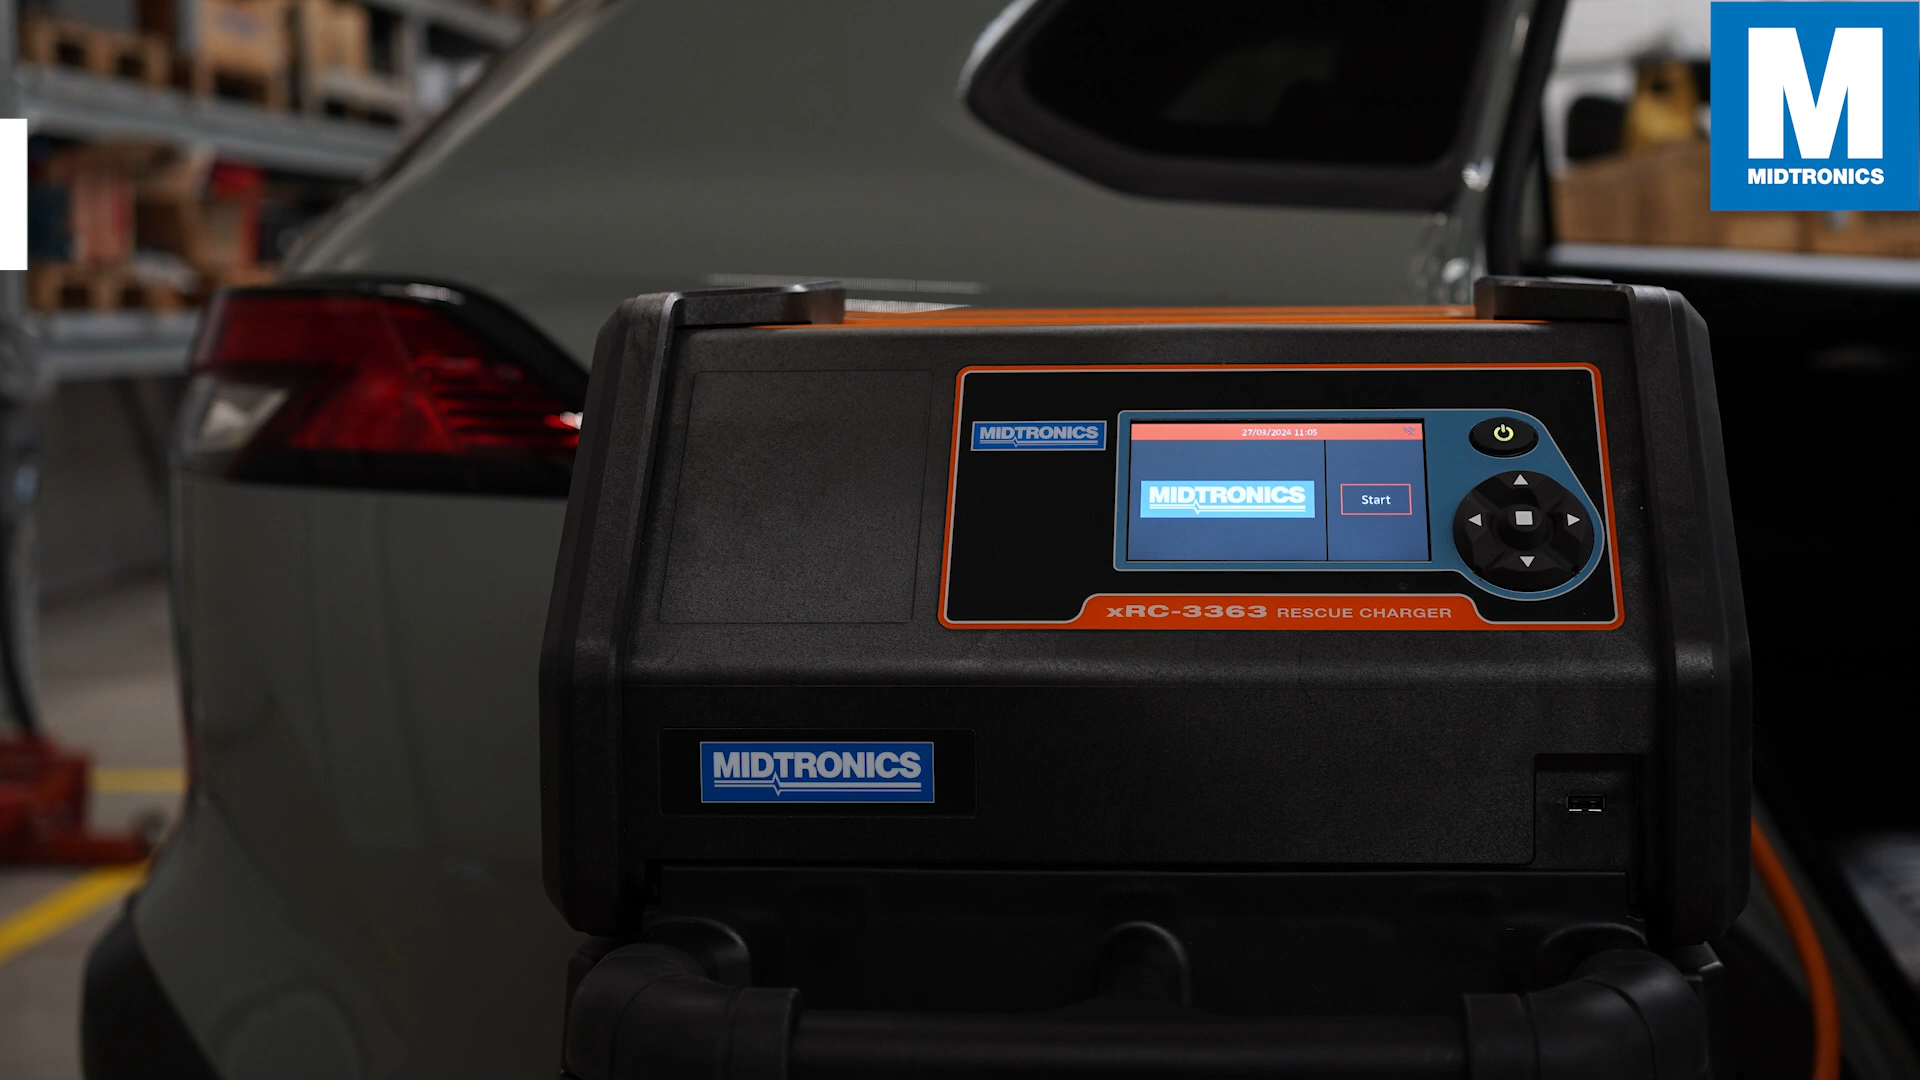 M
MIDTRONICS
MIDTRONICS
27/03/2024 11:05
MIDTRONICS
Start
xRC-3363 RESCUE CHARGER
MIDTRONICS